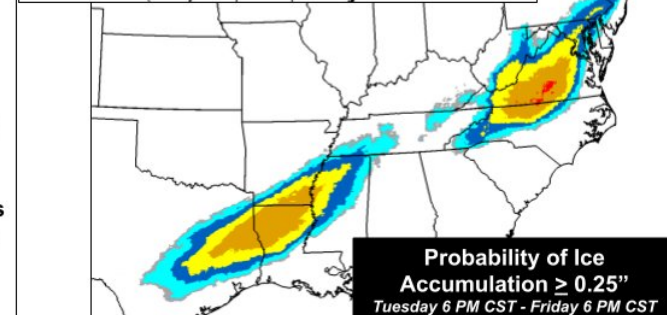 s
Probability of Ice
Accumulation ≥ 0.25”
Tuesday 6 PM CST - Friday 6 PM CST